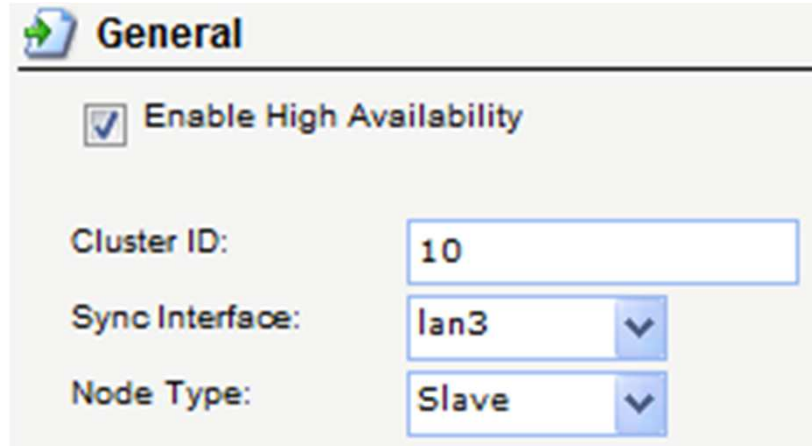 General
Enable High Availability
Cluster ID: 10
Sync Interface: lan3
Node Type: Slave